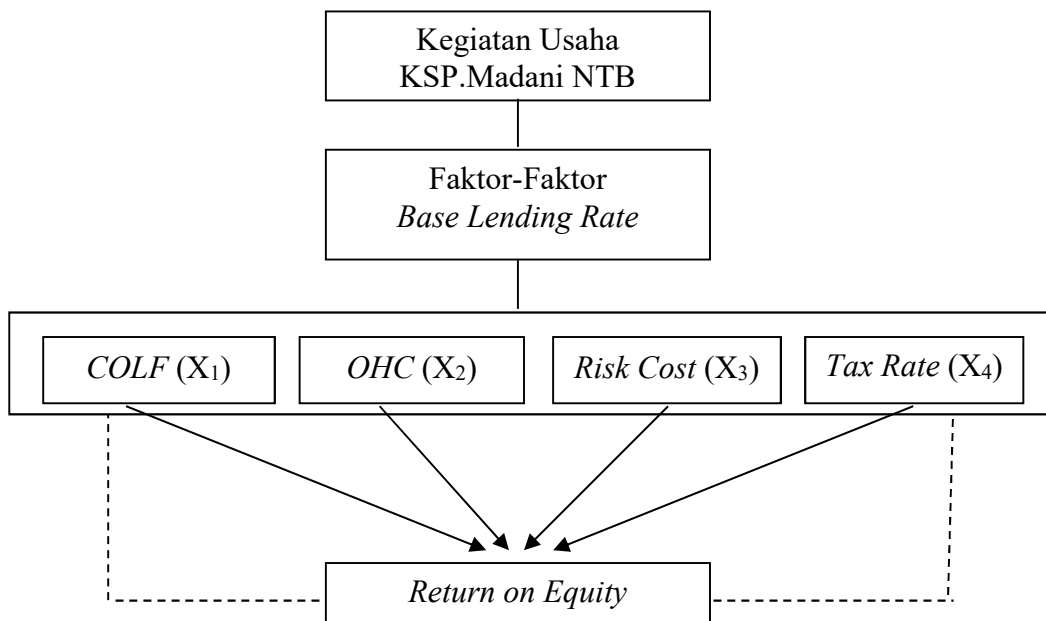 Kegiatan Usaha
KSP.Madani NTB
Faktor-Faktor
Base Lending Rate
COLF (X₁)
OHC (X₂)
Risk Cost (X₃)
Tax Rate (X₄)
Return on Equity